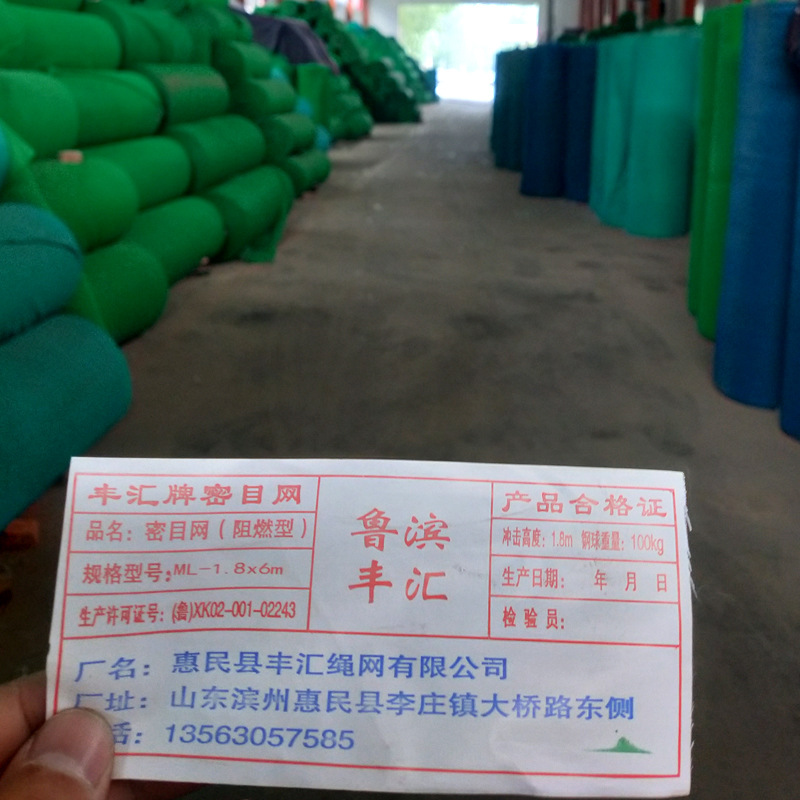 丰汇牌密目网
品名：密目网（阻燃型）
规格型号：ML-1.8x6m
生产许可证号：(鲁)XK02-001-02243
鲁滨
丰汇
产品合格证
冲击高度：1.8m 钢球重量：100kg
生产日期： 年 月 日
检验员：
厂名：惠民县丰汇绳网有限公司
厂址：山东滨州惠民县李庄镇大桥路东侧
话：13563057585